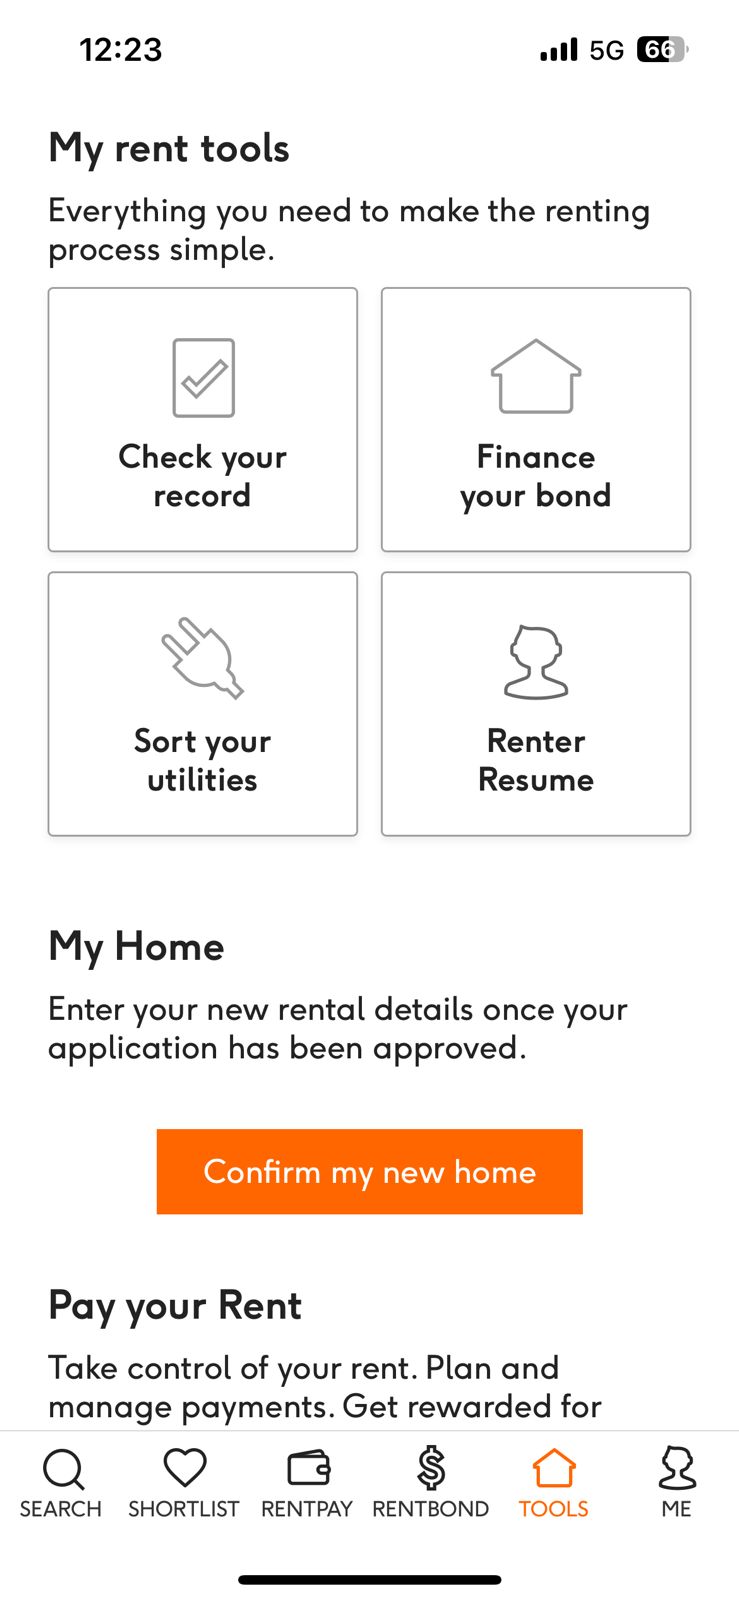 12:23
5G 66
My rent tools
Everything you need to make the renting
process simple.
Check your
record
Finance
your bond
Sort your
utilities
Renter
Resume
My Home
Enter your new rental details once your
application has been approved.
Confirm my new home
Pay your Rent
Take control of your rent. Plan and
manage payments. Get rewarded for
SEARCH SHORTLIST RENTPAY RENTBOND TOOLS ME